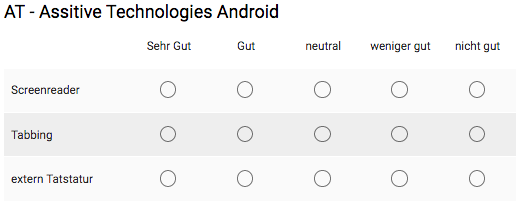 AT - Assitive Technologies Android
Sehr Gut Gut neutral weniger gut nicht gut
Screenreader
Tabbing
extern Tatstatur